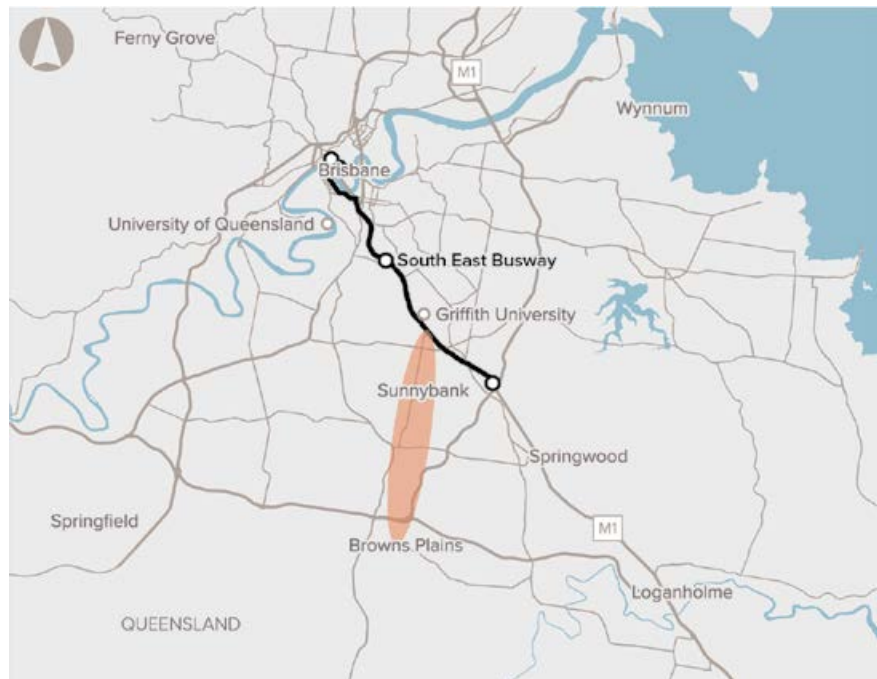 Ferny Grove
M1
Wynnum
Brisbane
University of Queensland
South East Busway
Griffith University
Sunnybank
Springwood
Springfield
M1
Browns Plains
Loganholme
QUEENSLAND